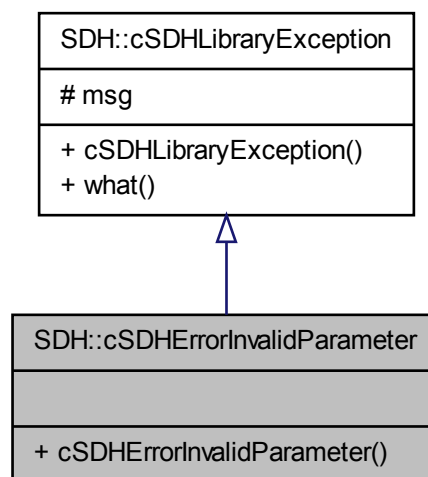 SDH::cSDHLibraryException
# msg
+ cSDHLibraryException()
+ what()
SDH::cSDHErrorInvalidParameter
+ cSDHErrorInvalidParameter()